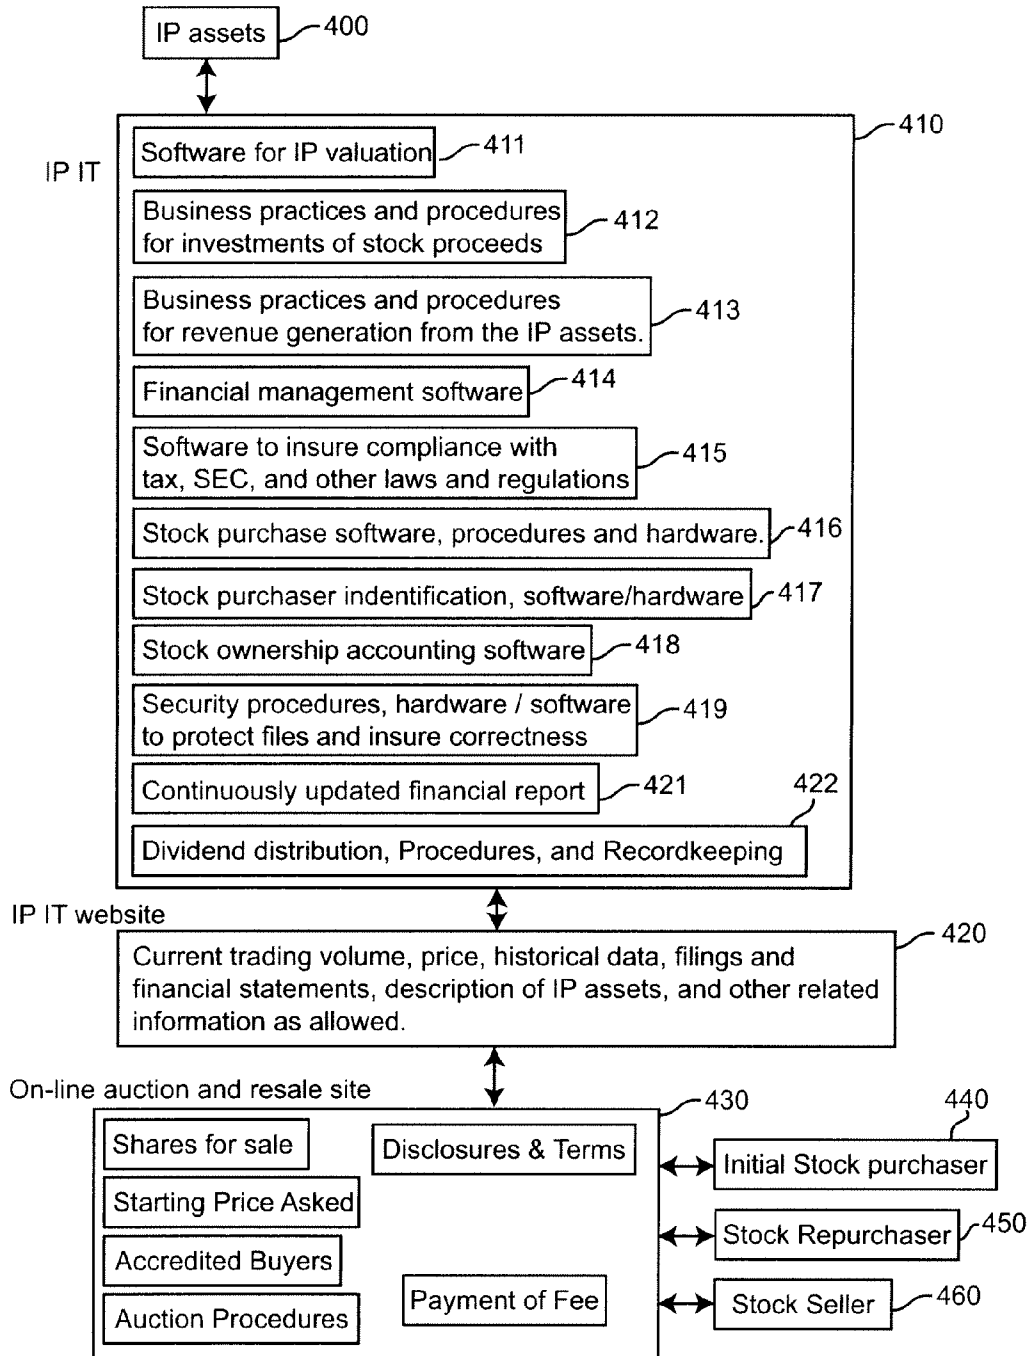 IP assets
400
410
IP IT
Software for IP valuation
411
Business practices and procedures
for investments of stock proceeds
412
Business practices and procedures
for revenue generation from the IP assets.
413
Financial management software
414
Software to insure compliance with
tax, SEC, and other laws and regulations
415
Stock purchase software, procedures and hardware.
416
Stock purchaser indentification, software/hardware
417
Stock ownership accounting software
418
Security procedures, hardware / software
to protect files and insure correctness
419
Continuously updated financial report
421
422
Dividend distribution, Procedures, and Recordkeeping
IP IT website
420
Current trading volume, price, historical data, filings and
financial statements, description of IP assets, and other related
information as allowed.
On-line auction and resale site
430
Shares for sale
Disclosures & Terms
Starting Price Asked
Accredited Buyers
Payment of Fee
Auction Procedures
440
Initial Stock purchaser
Stock Repurchaser
450
Stock Seller
460